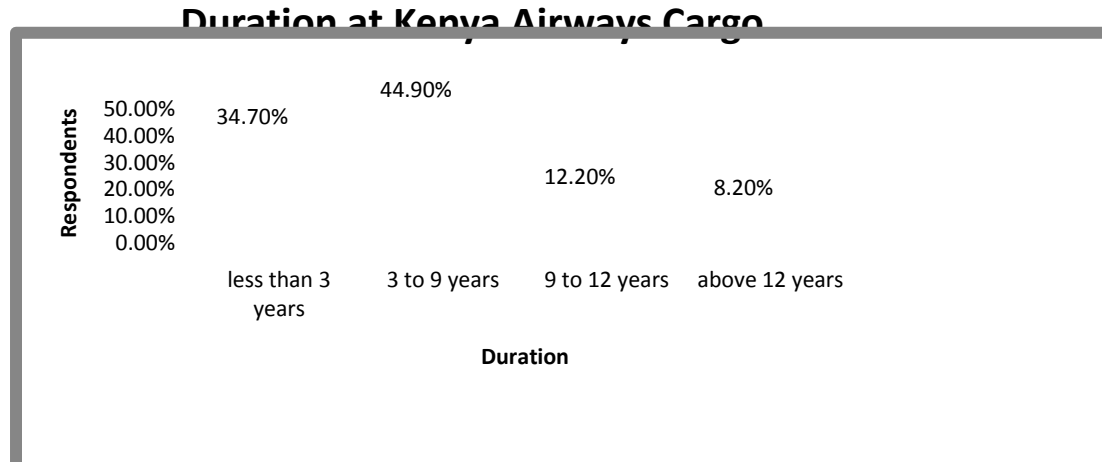 Duration at Kenya Airways Cargo
44.90%
34.70%
12.20%
8.20%
50.00%
40.00%
30.00%
20.00%
10.00%
0.00%
Respondents
less than 3
years
3 to 9 years
9 to 12 years
above 12 years
Duration